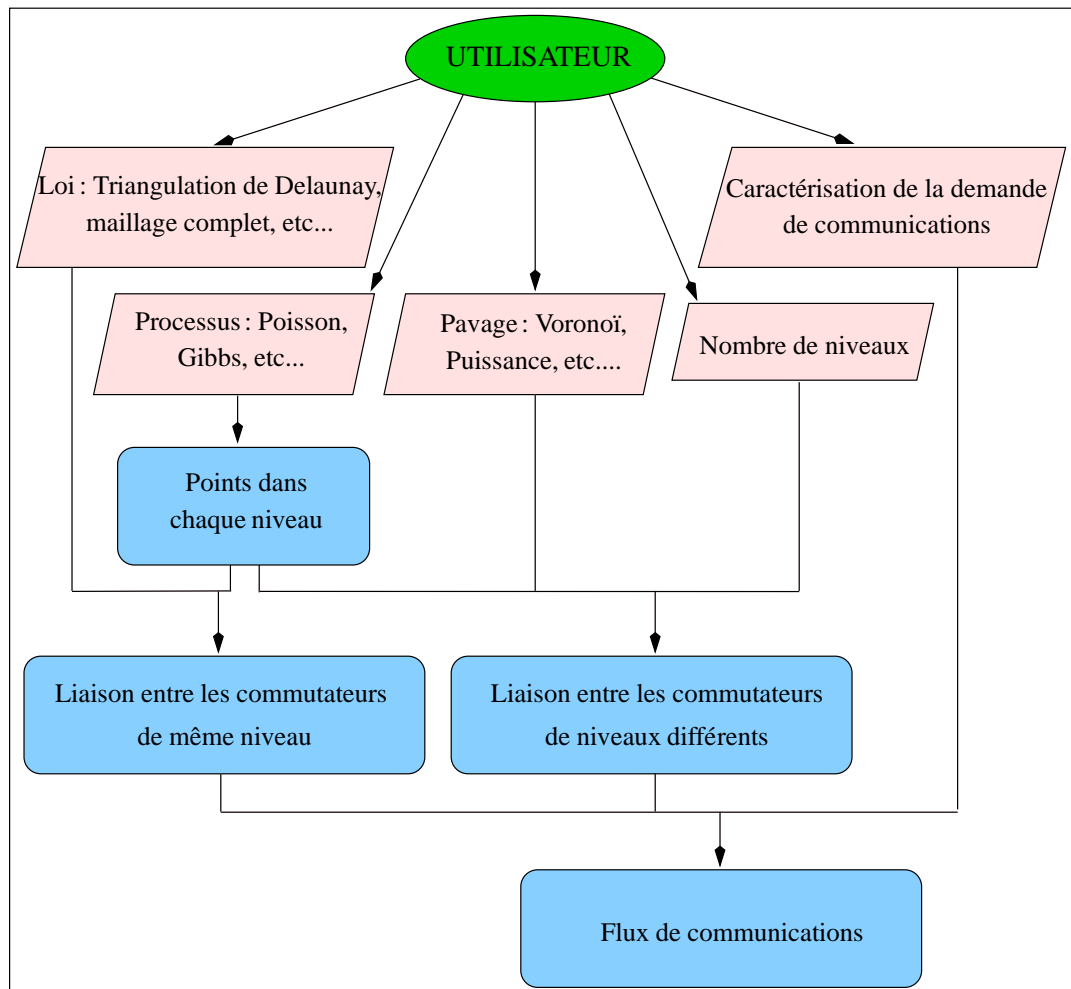 UTILISATEUR
Loi : Triangulation de Delaunay,
maillage complet, etc...
Caractérisation de la demande
de communications
Processus : Poisson,
Gibbs, etc...
Pavage : Voronoï,
Puissance, etc....
Nombre de niveaux
Points dans
chaque niveau
Liaison entre les commutateurs
de même niveau
Liaison entre les commutateurs
de niveaux différents
Flux de communications